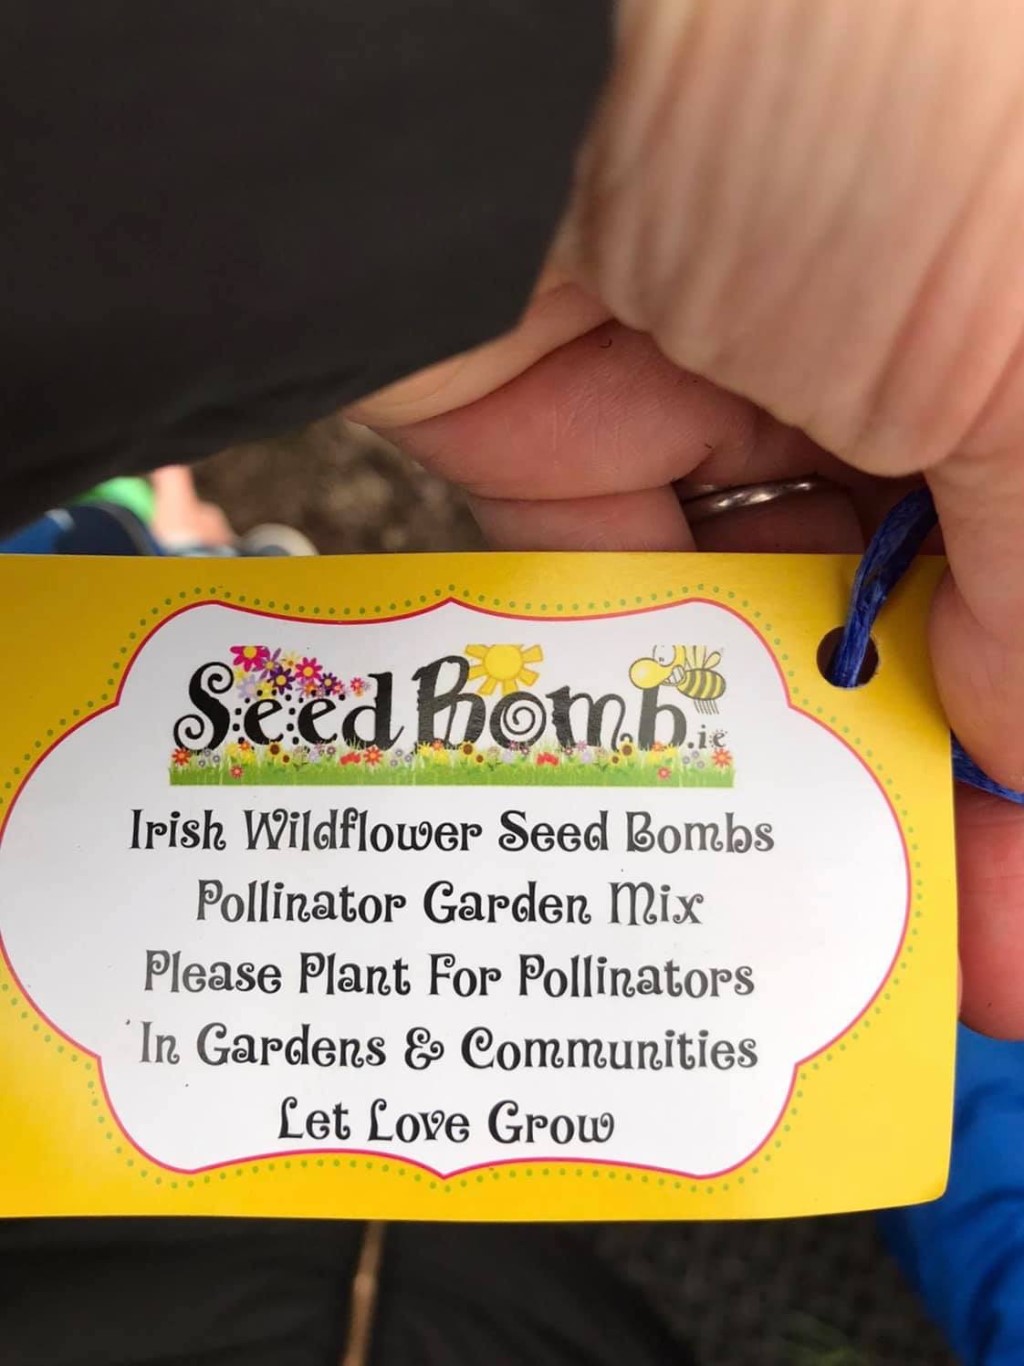 SeedBomb.ie
Irish Wildflower Seed Bombs
Pollinator Garden Mix
Please Plant For Pollinators
In Gardens & Communities
Let Love Grow